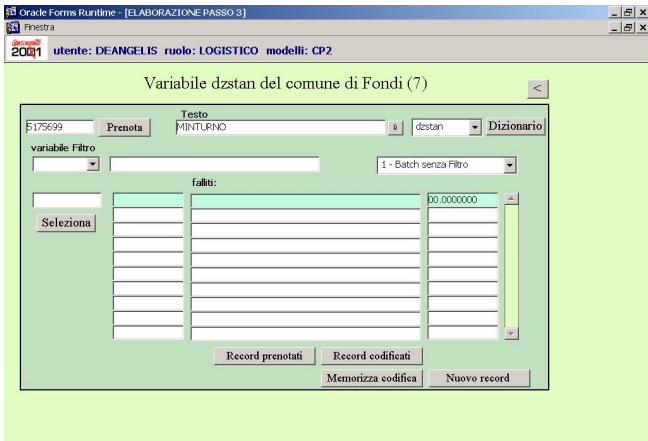 Oracle Forms Runtime - [ELABORAZIONE PASSO 3]
Finestra
Censimenti
2001 utente: DEANGELIS ruolo: LOGISTICO modelli: CP2
Variabile dzstan del comune di Fondi (7)
<
Testo
5175699 Prenota MINTURNO R dzstan Dizionario
variabile Filtro
1 - Batch senza Filtro
falliti:
00.0000000
Seleziona
Record prenotati Record codificati
Memorizza codifica Nuovo record